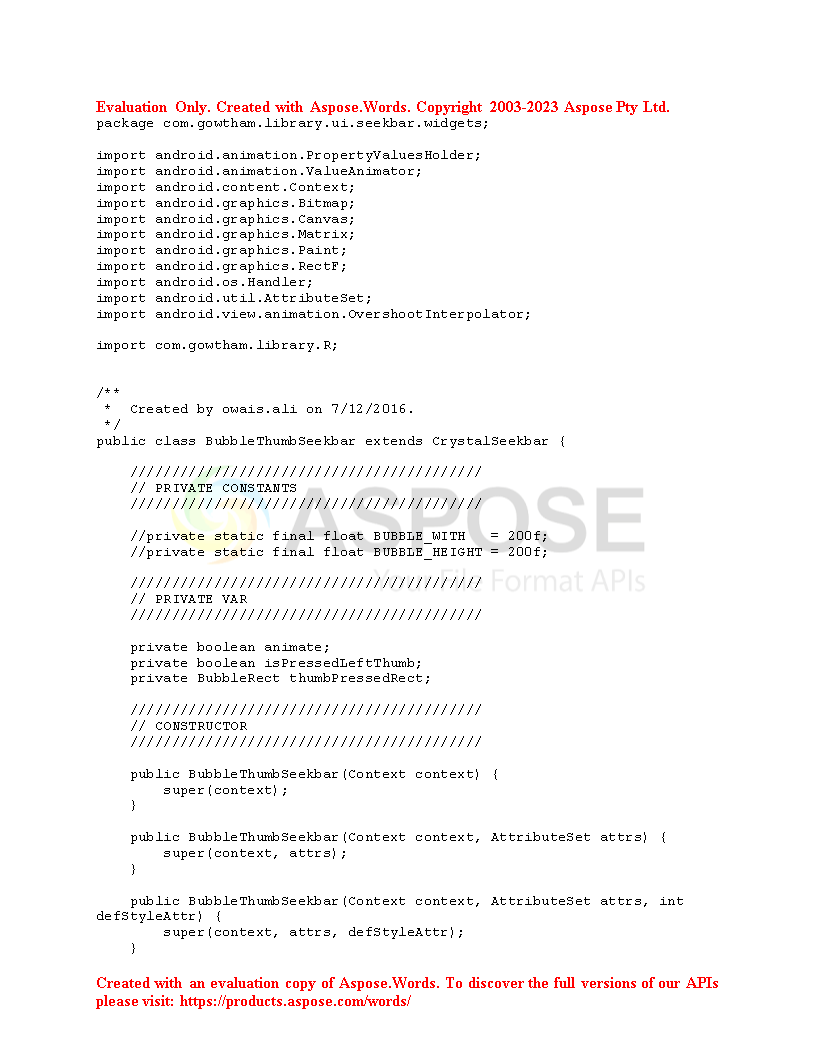 Evaluation Only. Created with Aspose.Words. Copyright 2003-2023 Aspose Pty Ltd.
package com.gowtham.library.ui.seekbar.widgets;

import android.animation.PropertyValuesHolder;
import android.animation.ValueAnimator;
import android.content.Context;
import android.graphics.Bitmap;
import android.graphics.Canvas;
import android.graphics.Matrix;
import android.graphics.Paint;
import android.graphics.RectF;
import android.os.Handler;
import android.util.AttributeSet;
import android.view.animation.OvershootInterpolator;

import com.gowtham.library.R;


/**
 *  Created by owais.ali on 7/12/2016.
 */
public class BubbleThumbSeekbar extends CrystalSeekbar {

    //////////////////////////////////////////
    // PRIVATE CONSTANTS
    //////////////////////////////////////////

    //private static final float BUBBLE_WITH   = 200f;
    //private static final float BUBBLE_HEIGHT = 200f;

    //////////////////////////////////////////
    // PRIVATE VAR
    //////////////////////////////////////////

    private boolean animate;
    private boolean isPressedLeftThumb;
    private BubbleRect thumbPressedRect;

    //////////////////////////////////////////
    // CONSTRUCTOR
    //////////////////////////////////////////

    public BubbleThumbSeekbar(Context context) {
        super(context);
    }

    public BubbleThumbSeekbar(Context context, AttributeSet attrs) {
        super(context, attrs);
    }

    public BubbleThumbSeekbar(Context context, AttributeSet attrs, int
defStyleAttr) {
        super(context, attrs, defStyleAttr);
    }

ASPOSE
Your File Format APIs
Created with an evaluation copy of Aspose.Words. To discover the full versions of our APIs
please visit: https://products.aspose.com/words/